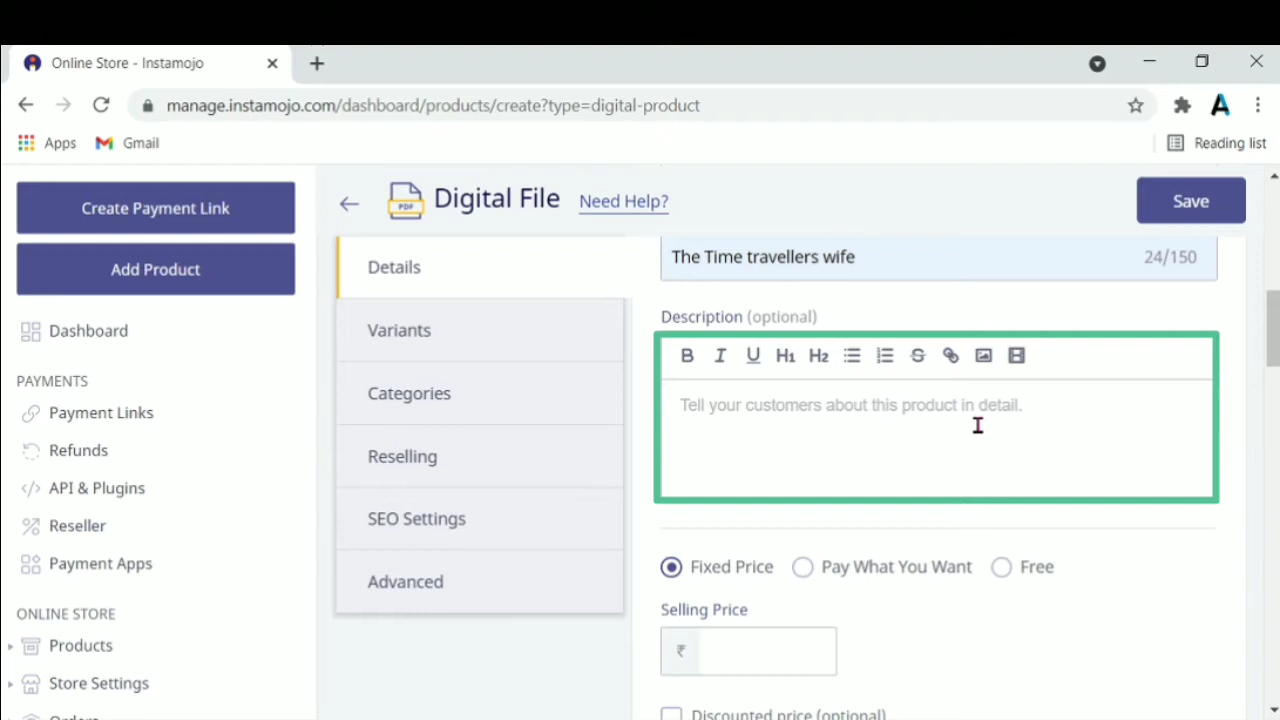 Online Store - Instamojo
manage.instamojo.com/dashboard/products/create?type=digital-product
Apps
Gmail
Reading list
Create Payment Link
Add Product
Dashboard
PAYMENTS
Payment Links
Refunds
API & Plugins
Reseller
Payment Apps
ONLINE STORE
Products
Store Settings
Orders
PDF
Digital File
Need Help?
Save
Details
Variants
Categories
Reselling
SEO Settings
Advanced
The Time travellers wife
24/150
Description (optional)
B I U H1 H2 S
Tell your customers about this product in detail.
Fixed Price
Pay What You Want
Free
Selling Price
₹
Discounted price (optional)